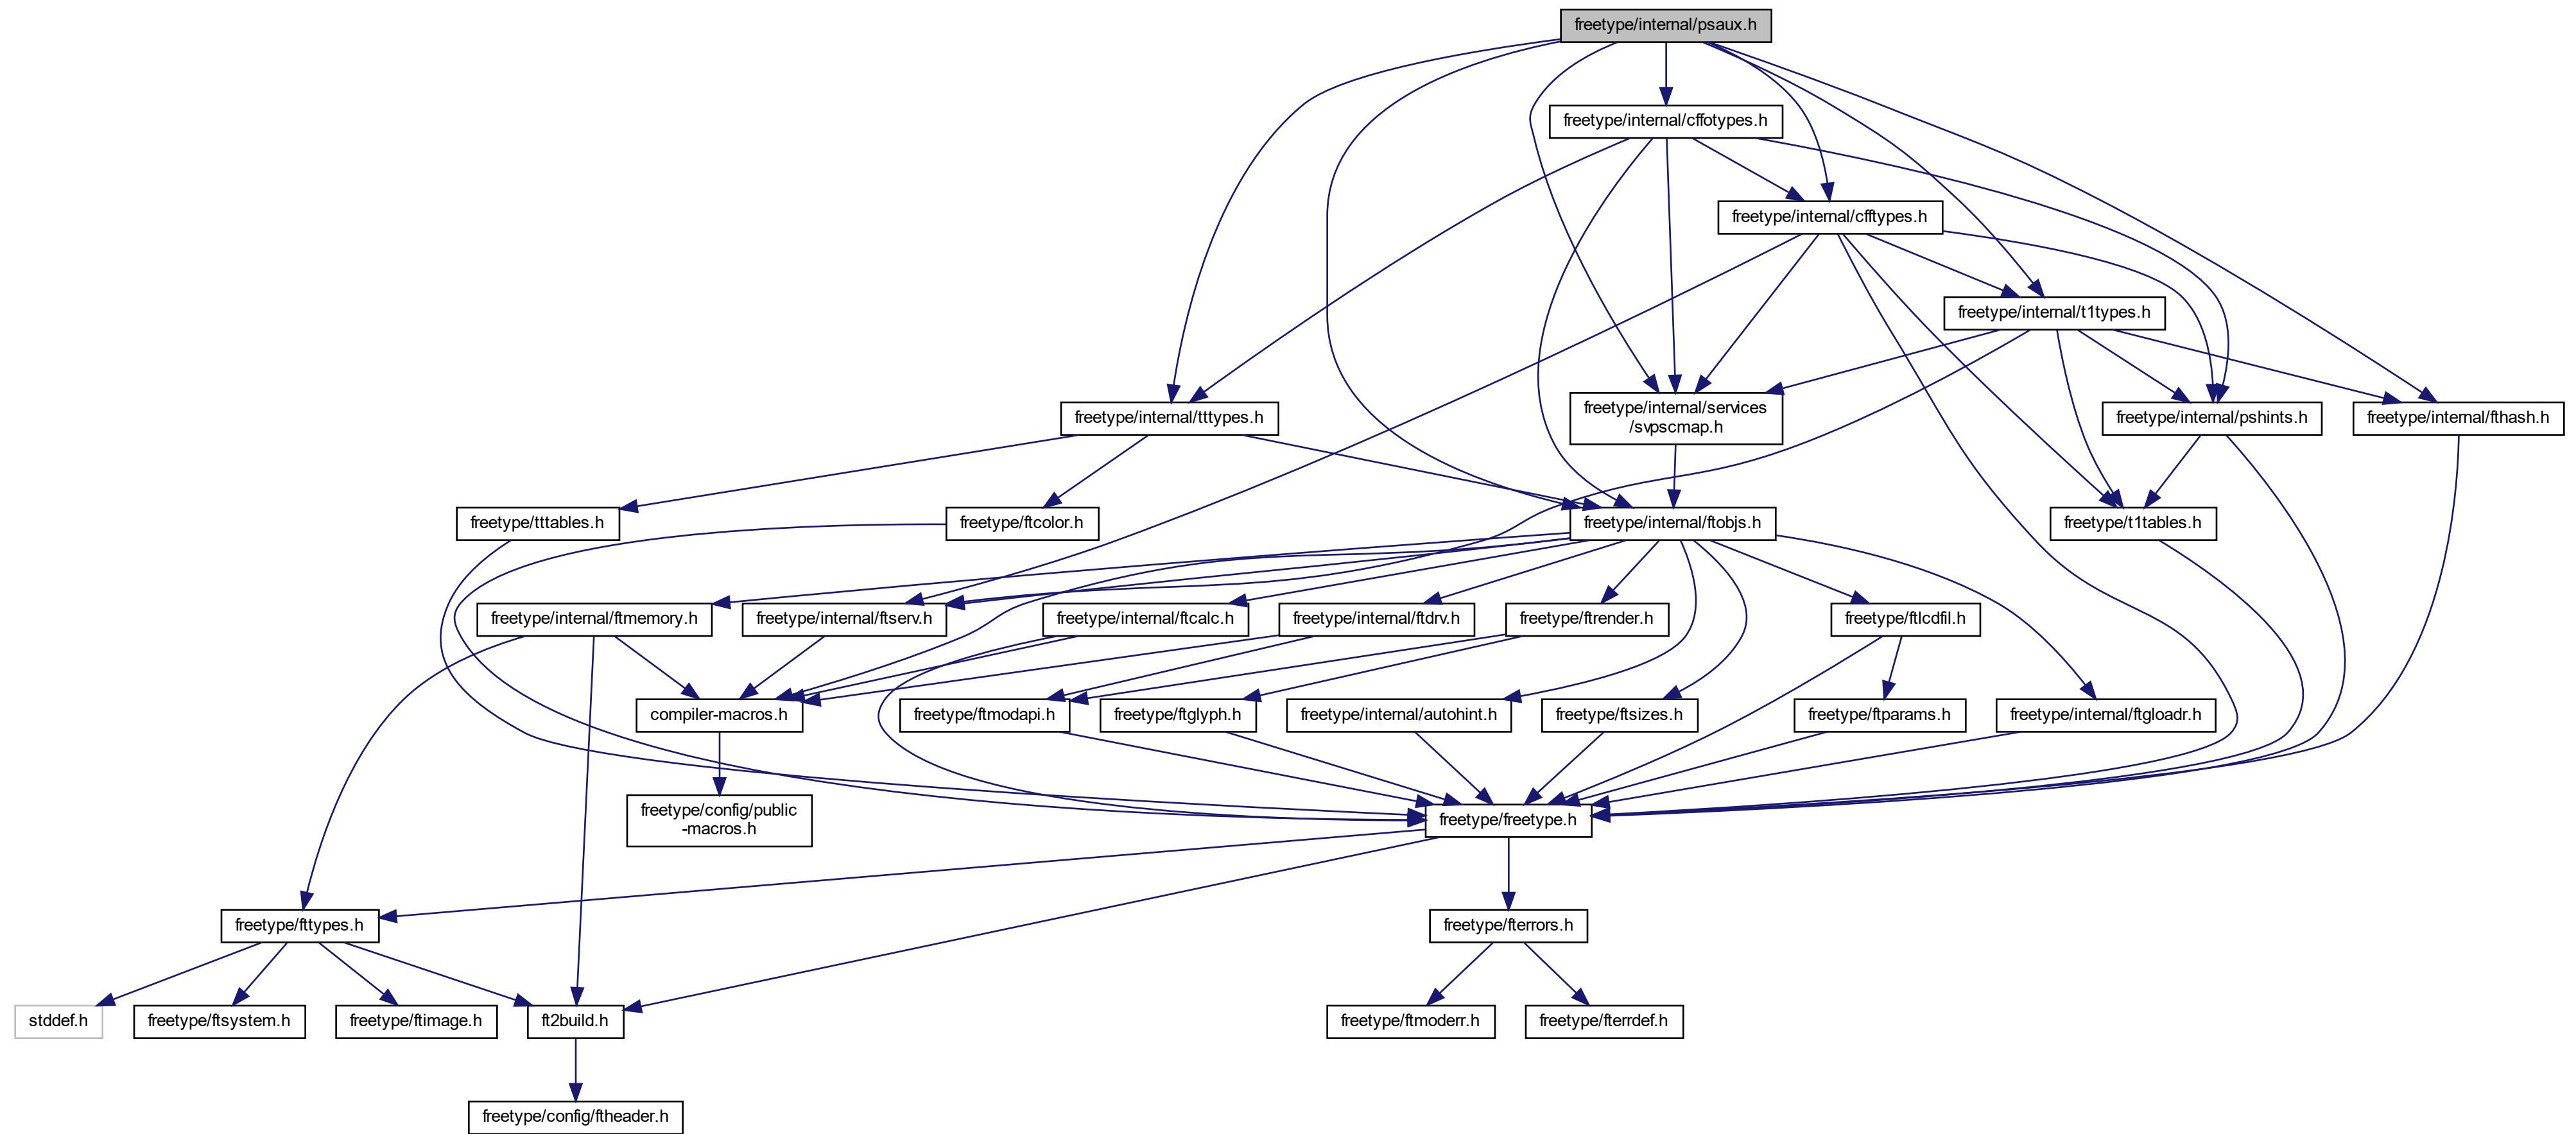 freetype/internal/psaux.h
freetype/internal/cffotypes.h
freetype/internal/cfftypes.h
freetype/internal/t1types.h
freetype/internal/tttypes.h
freetype/internal/services
/svpscmap.h
freetype/internal/pshints.h
freetype/internal/fthash.h
freetype/tttables.h
freetype/ftcolor.h
freetype/internal/ftobjs.h
freetype/t1tables.h
freetype/internal/ftmemory.h
freetype/internal/ftserv.h
freetype/internal/ftcalc.h
freetype/internal/ftdrv.h
freetype/ftrender.h
freetype/ftlcdfil.h
compiler-macros.h
freetype/ftmodapi.h
freetype/ftglyph.h
freetype/internal/autohint.h
freetype/ftsizes.h
freetype/ftparams.h
freetype/internal/ftgloadr.h
freetype/config/public
-macros.h
freetype/freetype.h
freetype/fttypes.h
freetype/fterrors.h
stddef.h
freetype/ftsystem.h
freetype/ftimage.h
ft2build.h
freetype/ftmoderr.h
freetype/fterrdef.h
freetype/config/ftheader.h